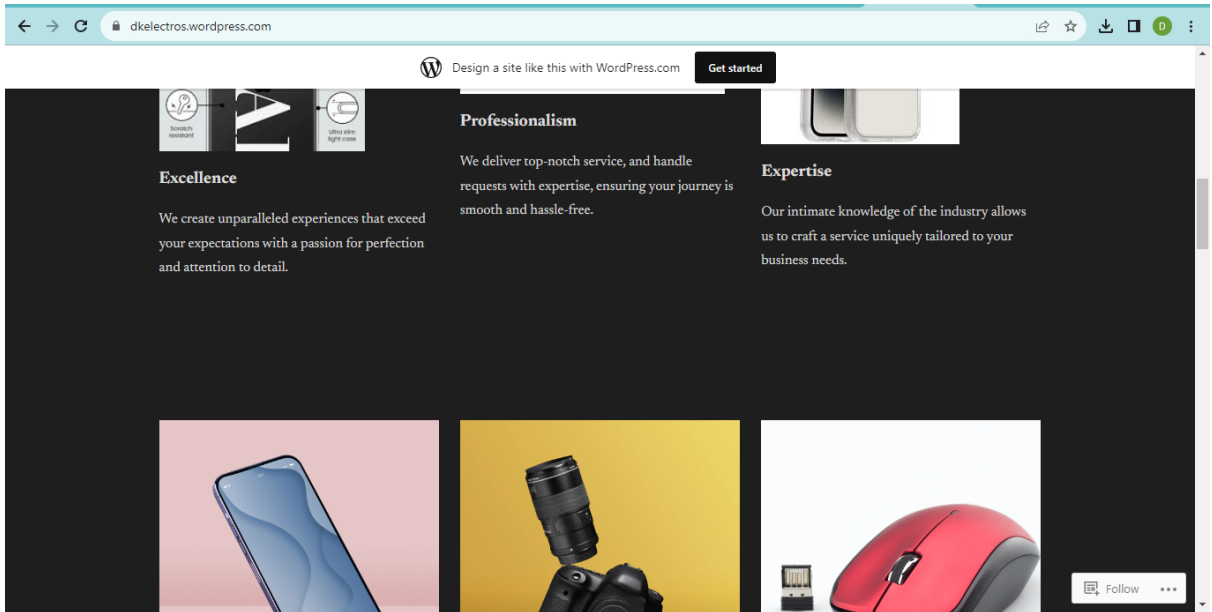 dkelectros.wordpress.com
D
Design a site like this with WordPress.com
Get started
Scratch
resistant
Ultra slim
light case
Excellence
We create unparalleled experiences that exceed
your expectations with a passion for perfection
and attention to detail.
Professionalism
We deliver top-notch service, and handle
requests with expertise, ensuring your journey is
smooth and hassle-free.
Expertise
Our intimate knowledge of the industry allows
us to craft a service uniquely tailored to your
business needs.
Follow